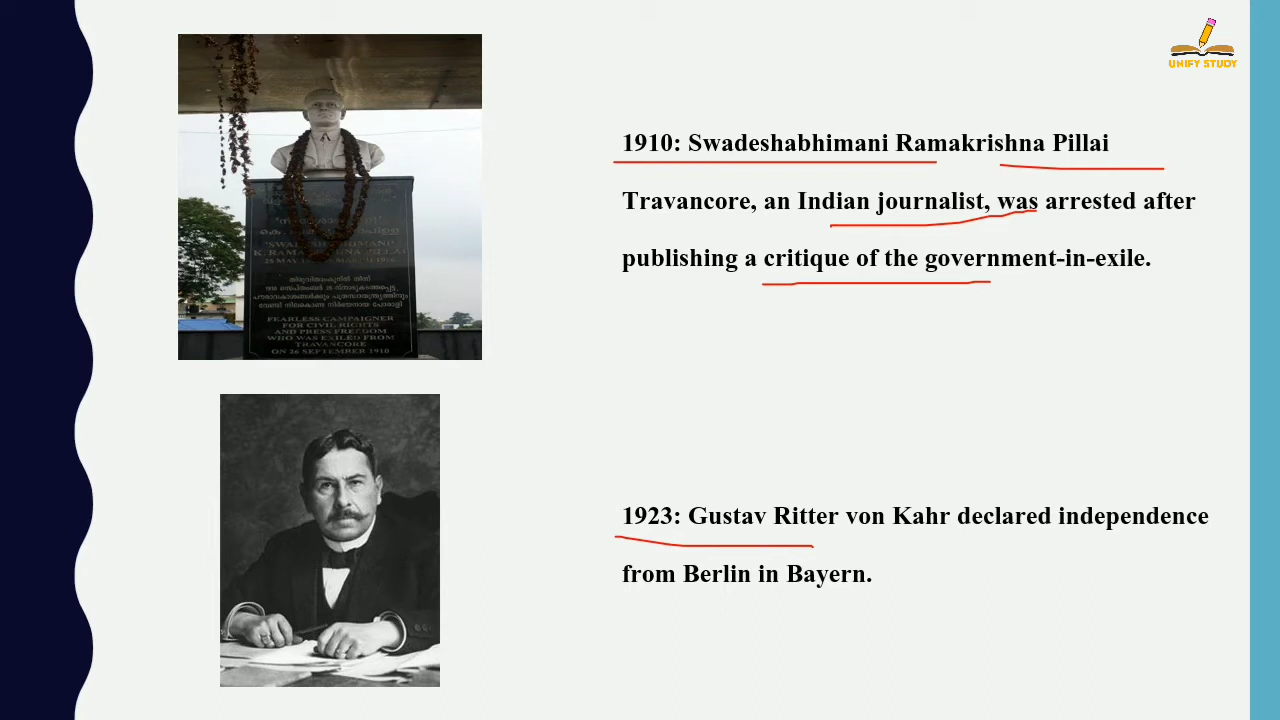 UNIFY STUDY
1910: Swadeshabhimani Ramakrishna Pillai
Travancore, an Indian journalist, was arrested after
publishing a critique of the government-in-exile.
FEARLESS CAMPAIGNER
FOR CIVIL RIGHTS
AND PRESS FREEDOM
WHO WAS EXILED FROM
TRAVANCORE
ON 26 SEPTEMBER 1910
1923: Gustav Ritter von Kahr declared independence
from Berlin in Bayern.